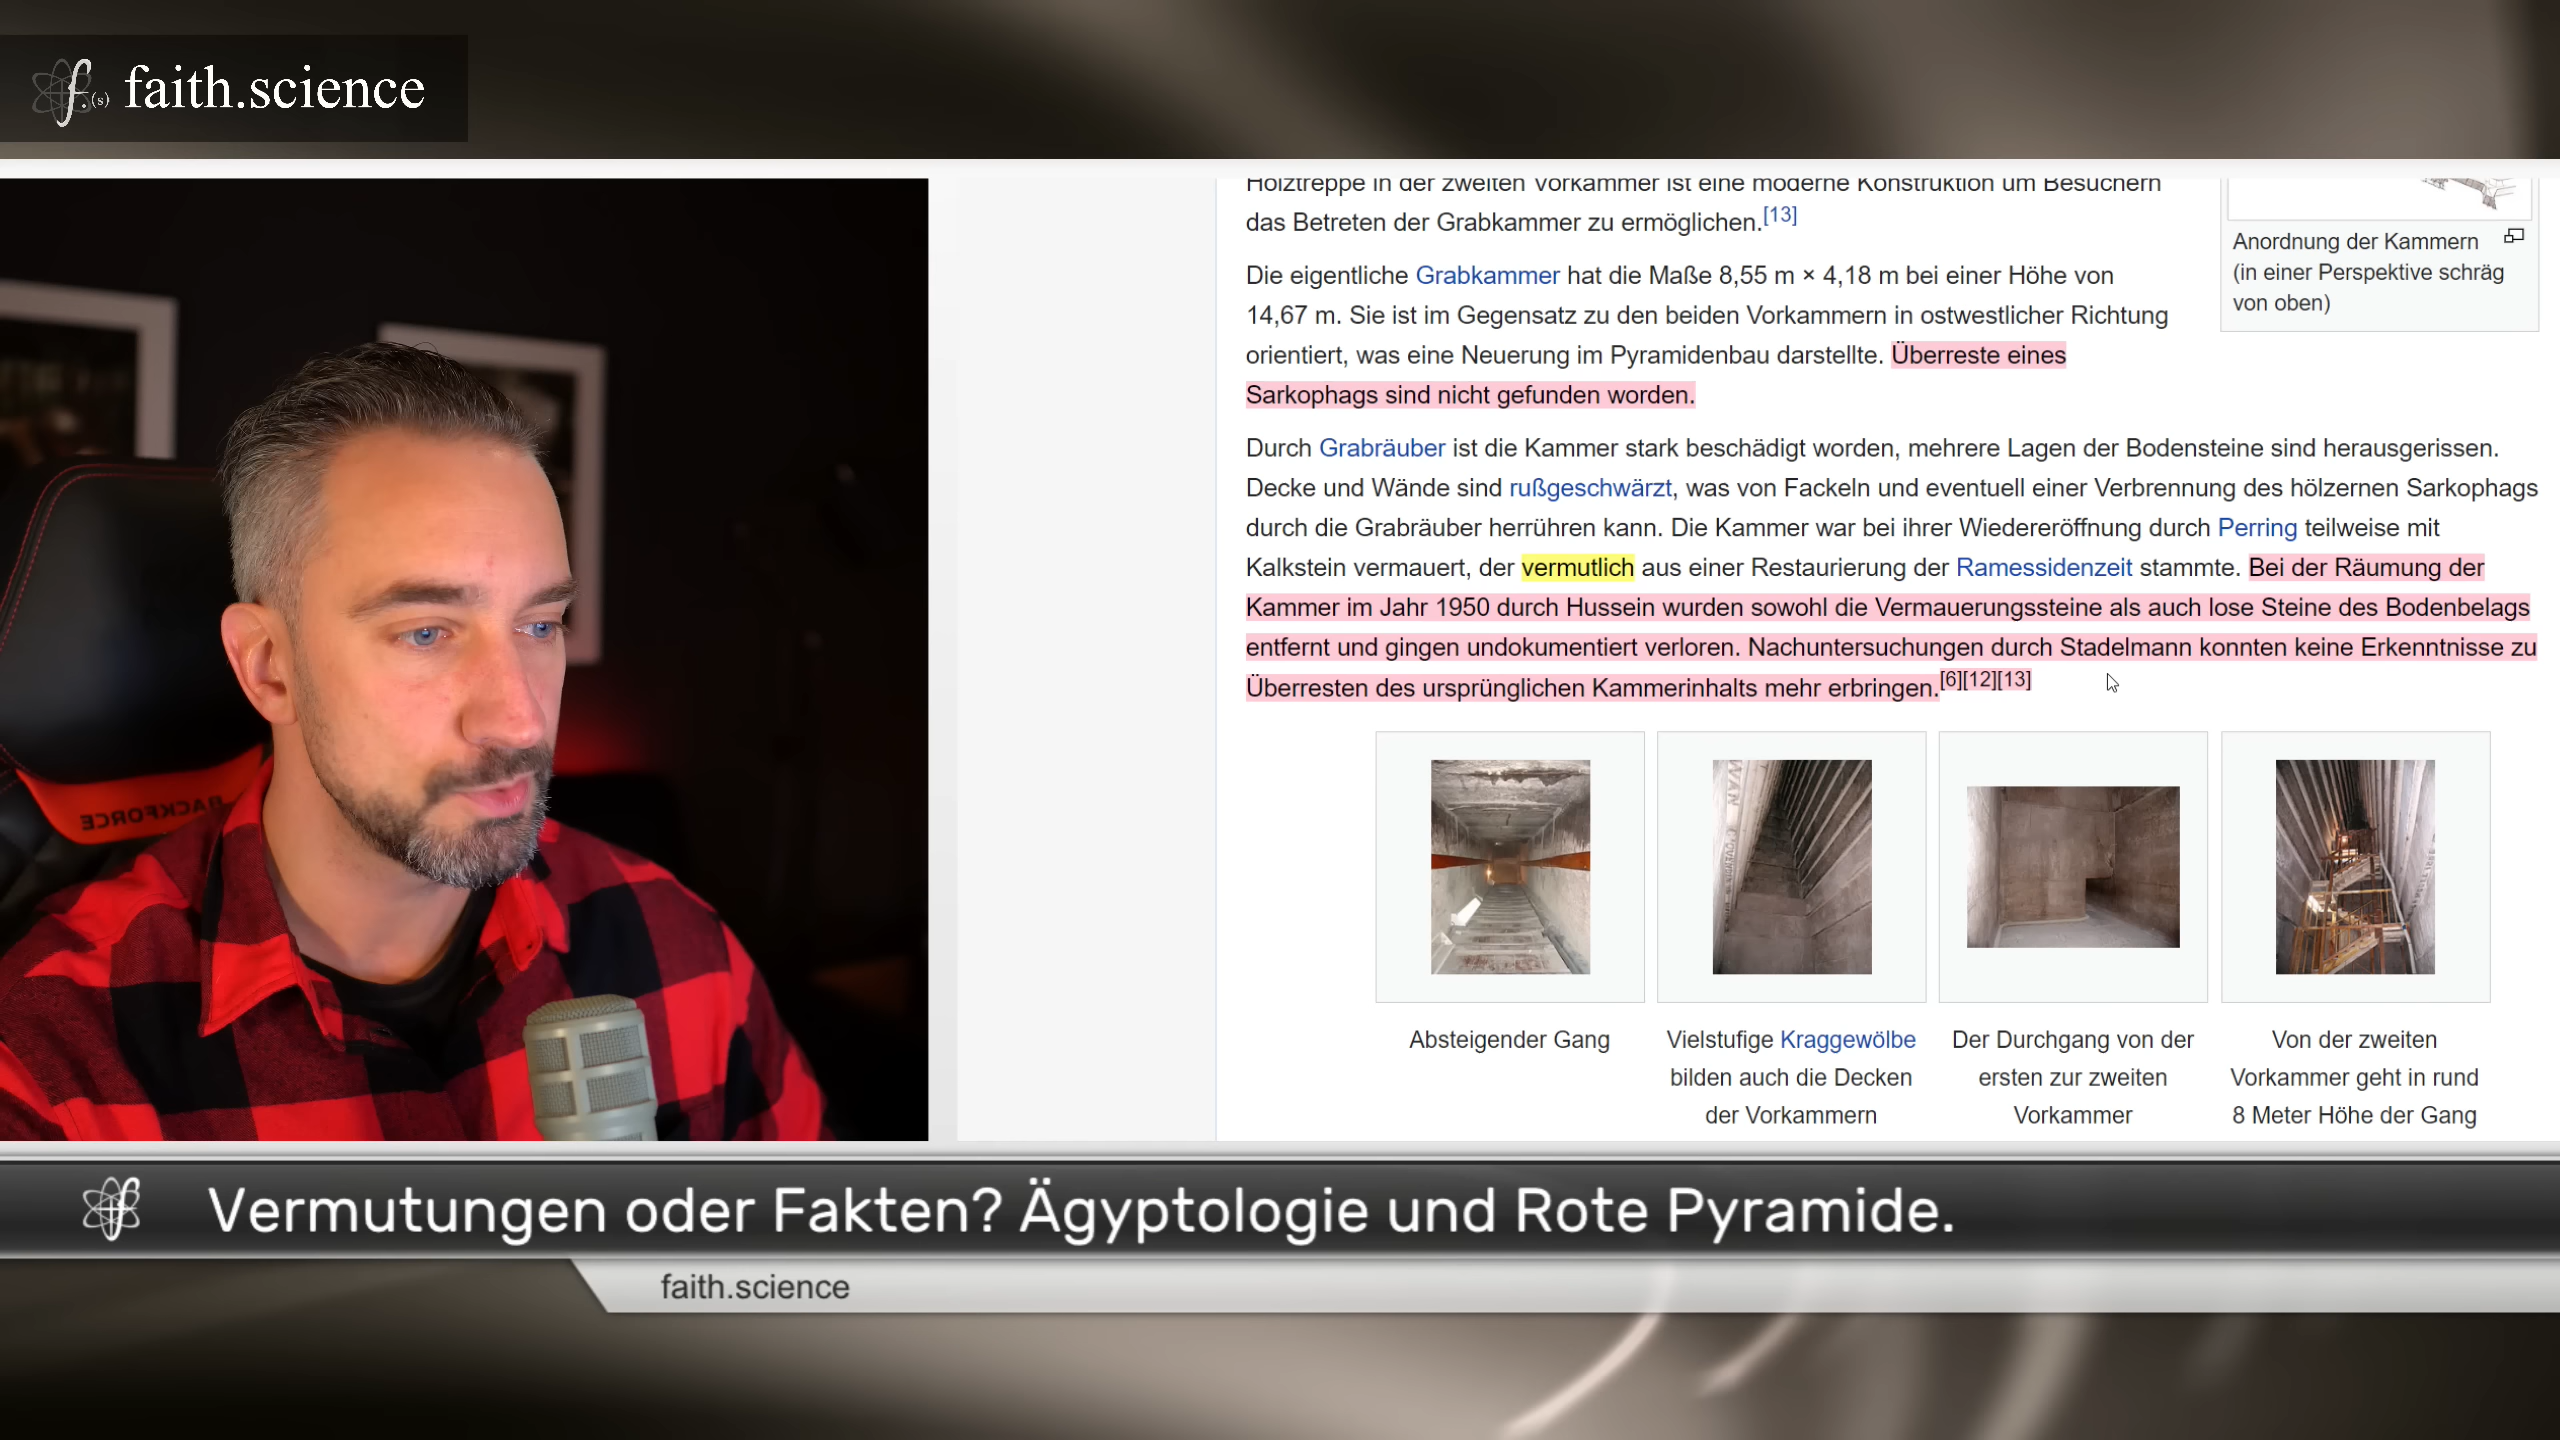 f.(s) faith.science
Holztreppe in der zweiten Vorkammer ist eine moderne Konstruktion um Besuchern
das Betreten der Grabkammer zu ermöglichen.[13]
Anordnung der Kammern
(in einer Perspektive schräg
von oben)
Die eigentliche Grabkammer hat die Maße 8,55 m × 4,18 m bei einer Höhe von
14,67 m. Sie ist im Gegensatz zu den beiden Vorkammern in ostwestlicher Richtung
orientiert, was eine Neuerung im Pyramidenbau darstellte. Überreste eines
Sarkophags sind nicht gefunden worden.
Durch Grabräuber ist die Kammer stark beschädigt worden, mehrere Lagen der Bodensteine sind herausgerissen.
Decke und Wände sind rußgeschwärzt, was von Fackeln und eventuell einer Verbrennung des hölzernen Sarkophags
durch die Grabräuber herrühren kann. Die Kammer war bei ihrer Wiedereröffnung durch Perring teilweise mit
Kalkstein vermauert, der vermutlich aus einer Restaurierung der Ramessidenzeit stammte. Bei der Räumung der
Kammer im Jahr 1950 durch Hussein wurden sowohl die Vermauerungssteine als auch lose Steine des Bodenbelags
entfernt und gingen undokumentiert verloren. Nachuntersuchungen durch Stadelmann konnten keine Erkenntnisse zu
Überresten des ursprünglichen Kammerinhalts mehr erbringen.[6][12][13]
BACKFORCE
Absteigender Gang
Vielstufige Kraggewölbe
bilden auch die Decken
der Vorkammern
Der Durchgang von der
ersten zur zweiten
Vorkammer
Von der zweiten
Vorkammer geht in rund
8 Meter Höhe der Gang
Vermutungen oder Fakten? Ägyptologie und Rote Pyramide.
faith.science